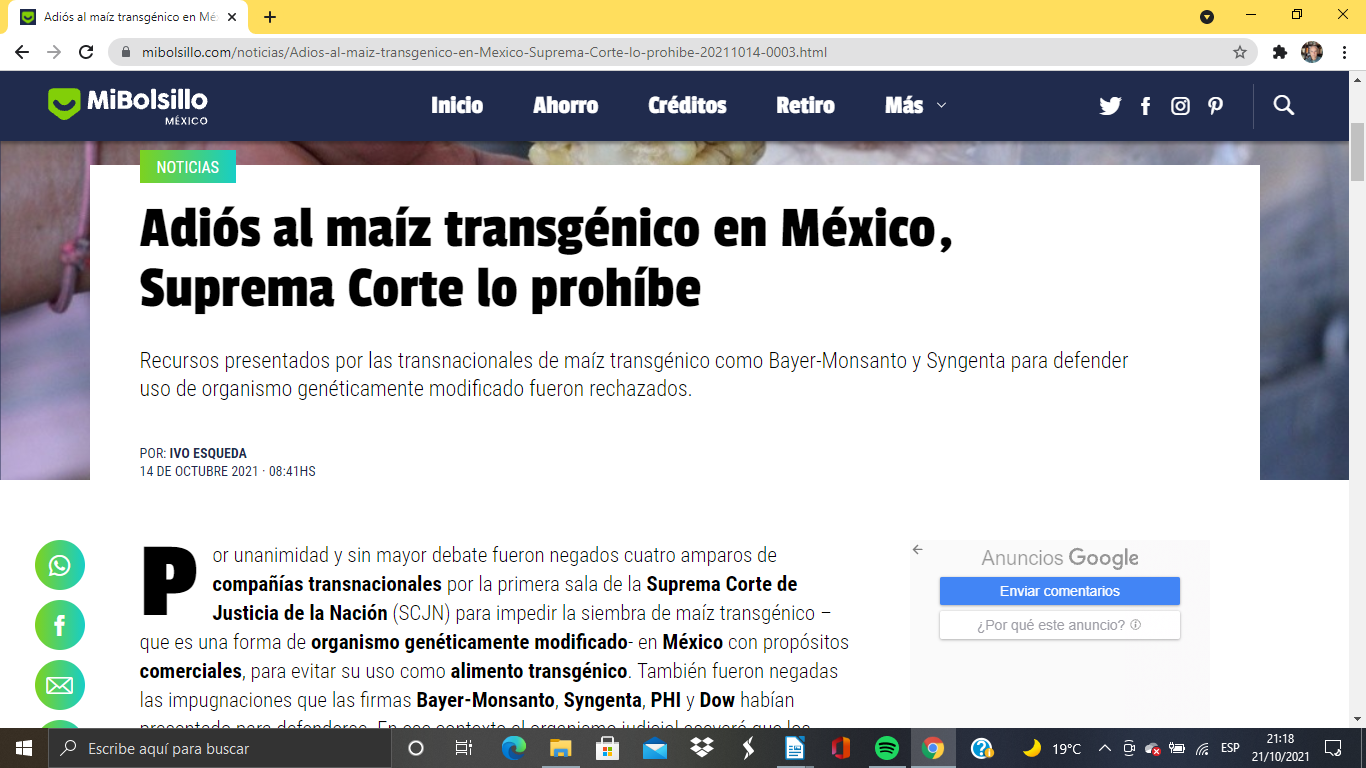 Adiós al maíz transgénico en Mé
mibolsillo.com/noticias/Adios-al-maiz-transgenico-en-Mexico-Suprema-Corte-lo-prohibe-20211014-0003.html
MiBolsillo
MÉXICO
Inicio
Ahorro
Créditos
Retiro
Más
NOTICIAS
Adiós al maíz transgénico en México,
Suprema Corte lo prohíbe
Recursos presentados por las transnacionales de maíz transgénico como Bayer-Monsanto y Syngenta para defender
uso de organismo genéticamente modificado fueron rechazados.
POR: IVO ESQUEDA
14 DE OCTUBRE 2021 · 08:41HS
Por unanimidad y sin mayor debate fueron negados cuatro amparos de
compañías transnacionales por la primera sala de la Suprema Corte de
Justicia de la Nación (SCJN) para impedir la siembra de maíz transgénico –
que es una forma de organismo genéticamente modificado- en México con propósitos
comerciales, para evitar su uso como alimento transgénico. También fueron negadas
las impugnaciones que las firmas Bayer-Monsanto, Syngenta, PHI y Dow habían
Anuncios Google
Enviar comentarios
¿Por qué este anuncio?
Escribe aquí para buscar
19°C
ESP
21:18
21/10/2021